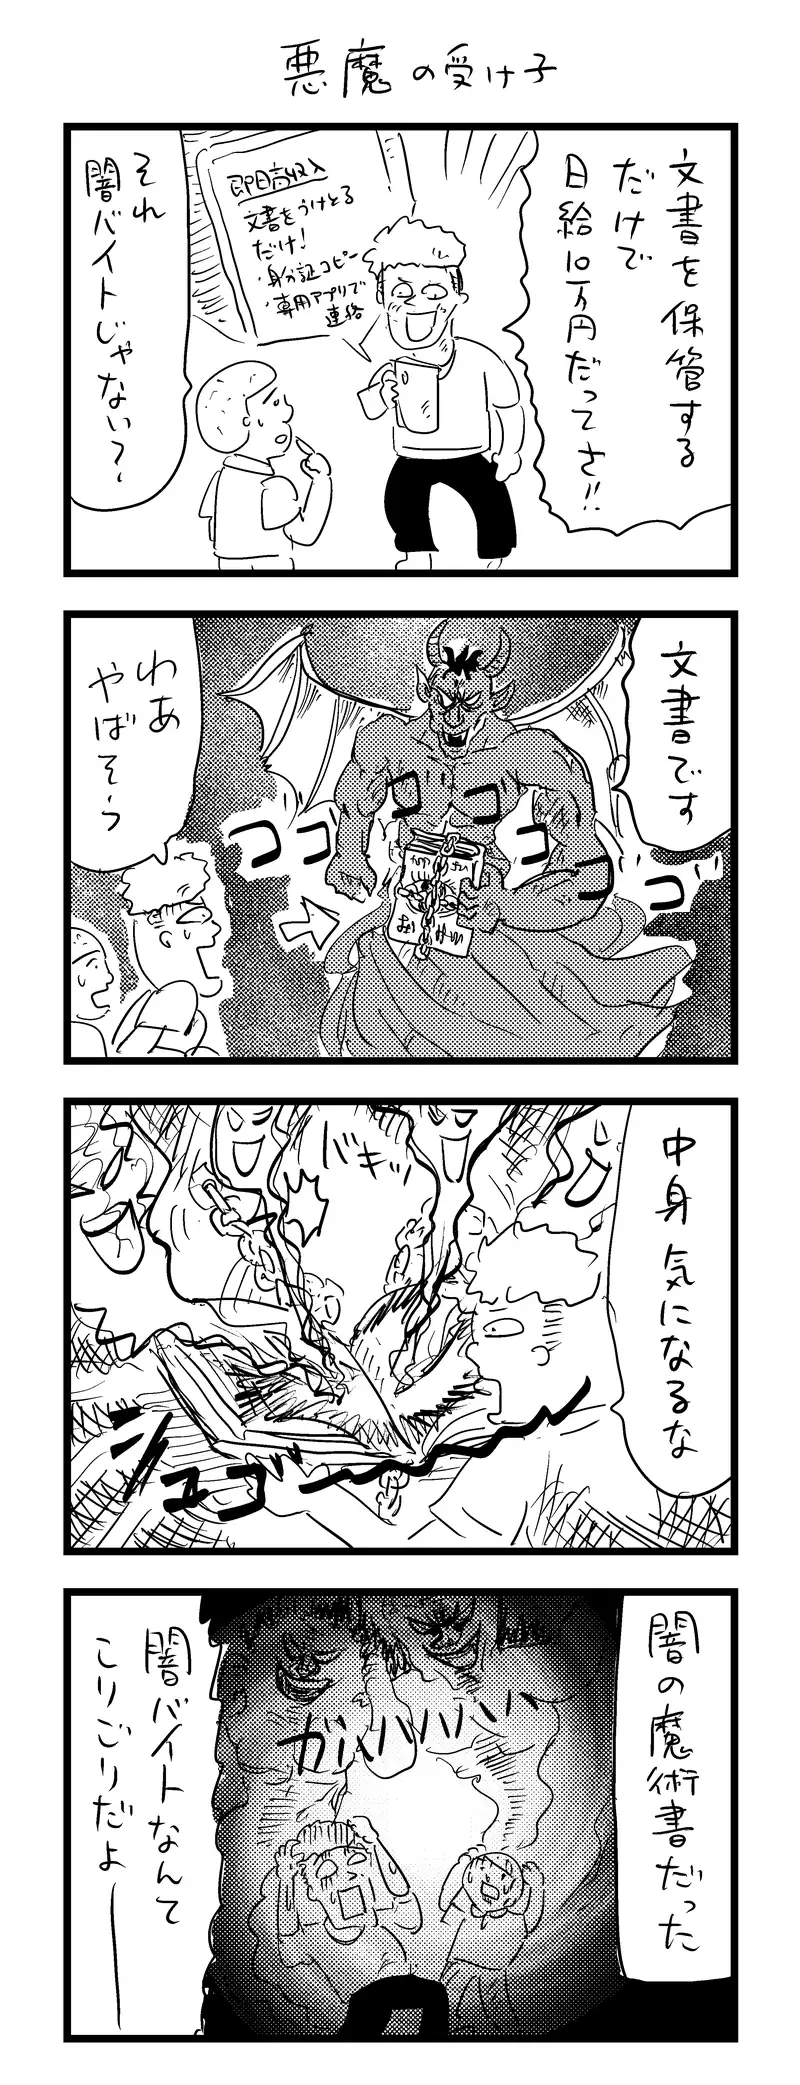 悪魔の受け子
文書を保管する
だけで
日給10万円だってさ!!
即日高収入
文書をうけとる
だけ!
・身分証コピー
・専用アプリで
連絡
それ
闇バイトじゃない?
文書です
ゴゴゴゴゴゴ
わあ
やばそう
中身気になるな
バキッ
シュゴー
闇の魔術書だった
ガハハハハハ
闇バイトなんて
こりごりだよー